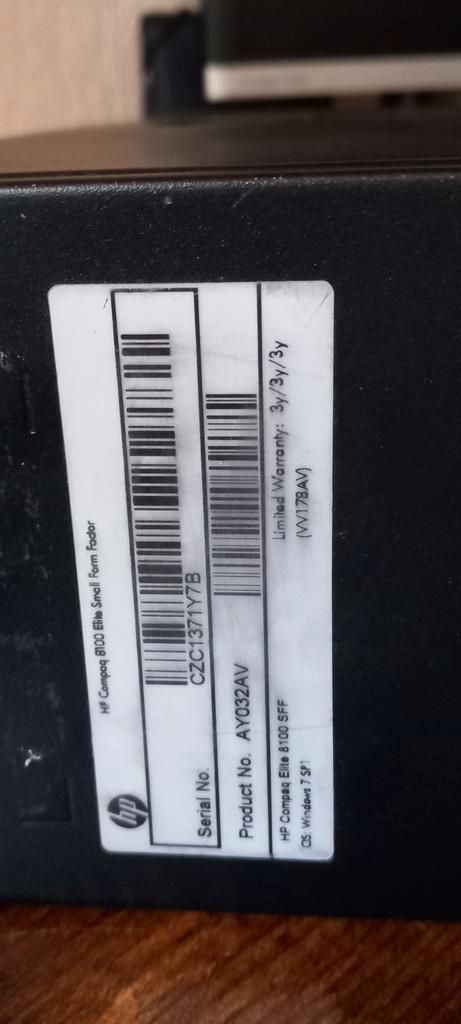 HP Compaq 8100 Elite Small Form Factor
hp
Serial No.
CZC1371Y7B
Product No. AY032AV
HP Compaq Elite 8100 SFF
OS: Windows 7 SP1
Limited Warranty: 3y/3y/3y
(VV178AV)